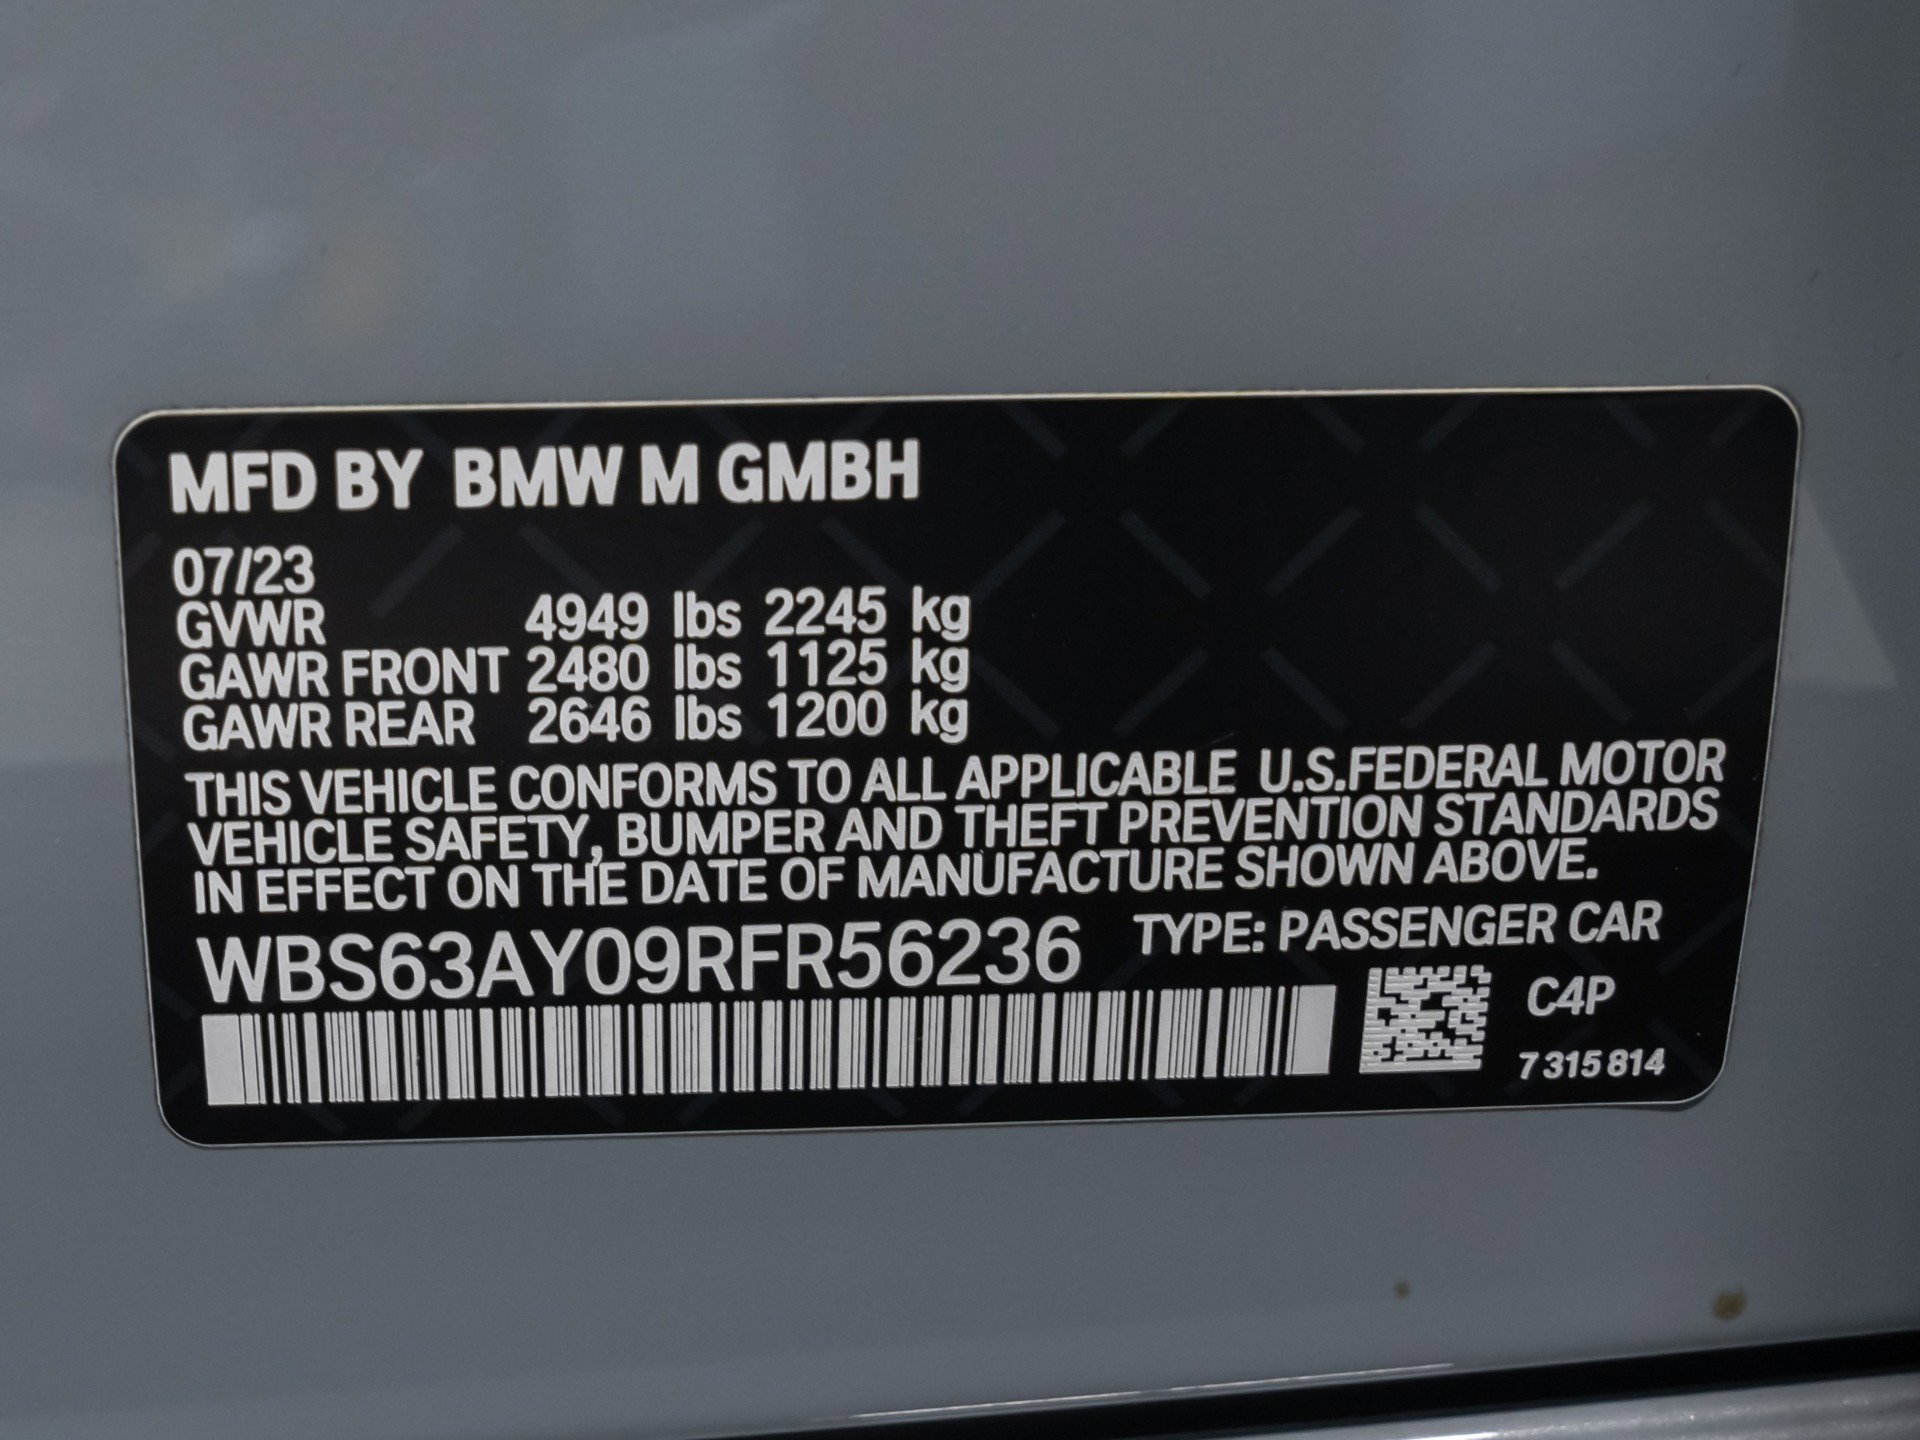 MFD BY BMW M GMBH
07/23
GVWR 4949 lbs 2245 kg
GAWR FRONT 2480 lbs 1125 kg
GAWR REAR 2646 lbs 1200 kg
THIS VEHICLE CONFORMS TO ALL APPLICABLE U.S.FEDERAL MOTOR
VEHICLE SAFETY, BUMPER AND THEFT PREVENTION STANDARDS
IN EFFECT ON THE DATE OF MANUFACTURE SHOWN ABOVE.
WBS63AY09RFR56236 TYPE: PASSENGER CAR
C4P
7 315 814